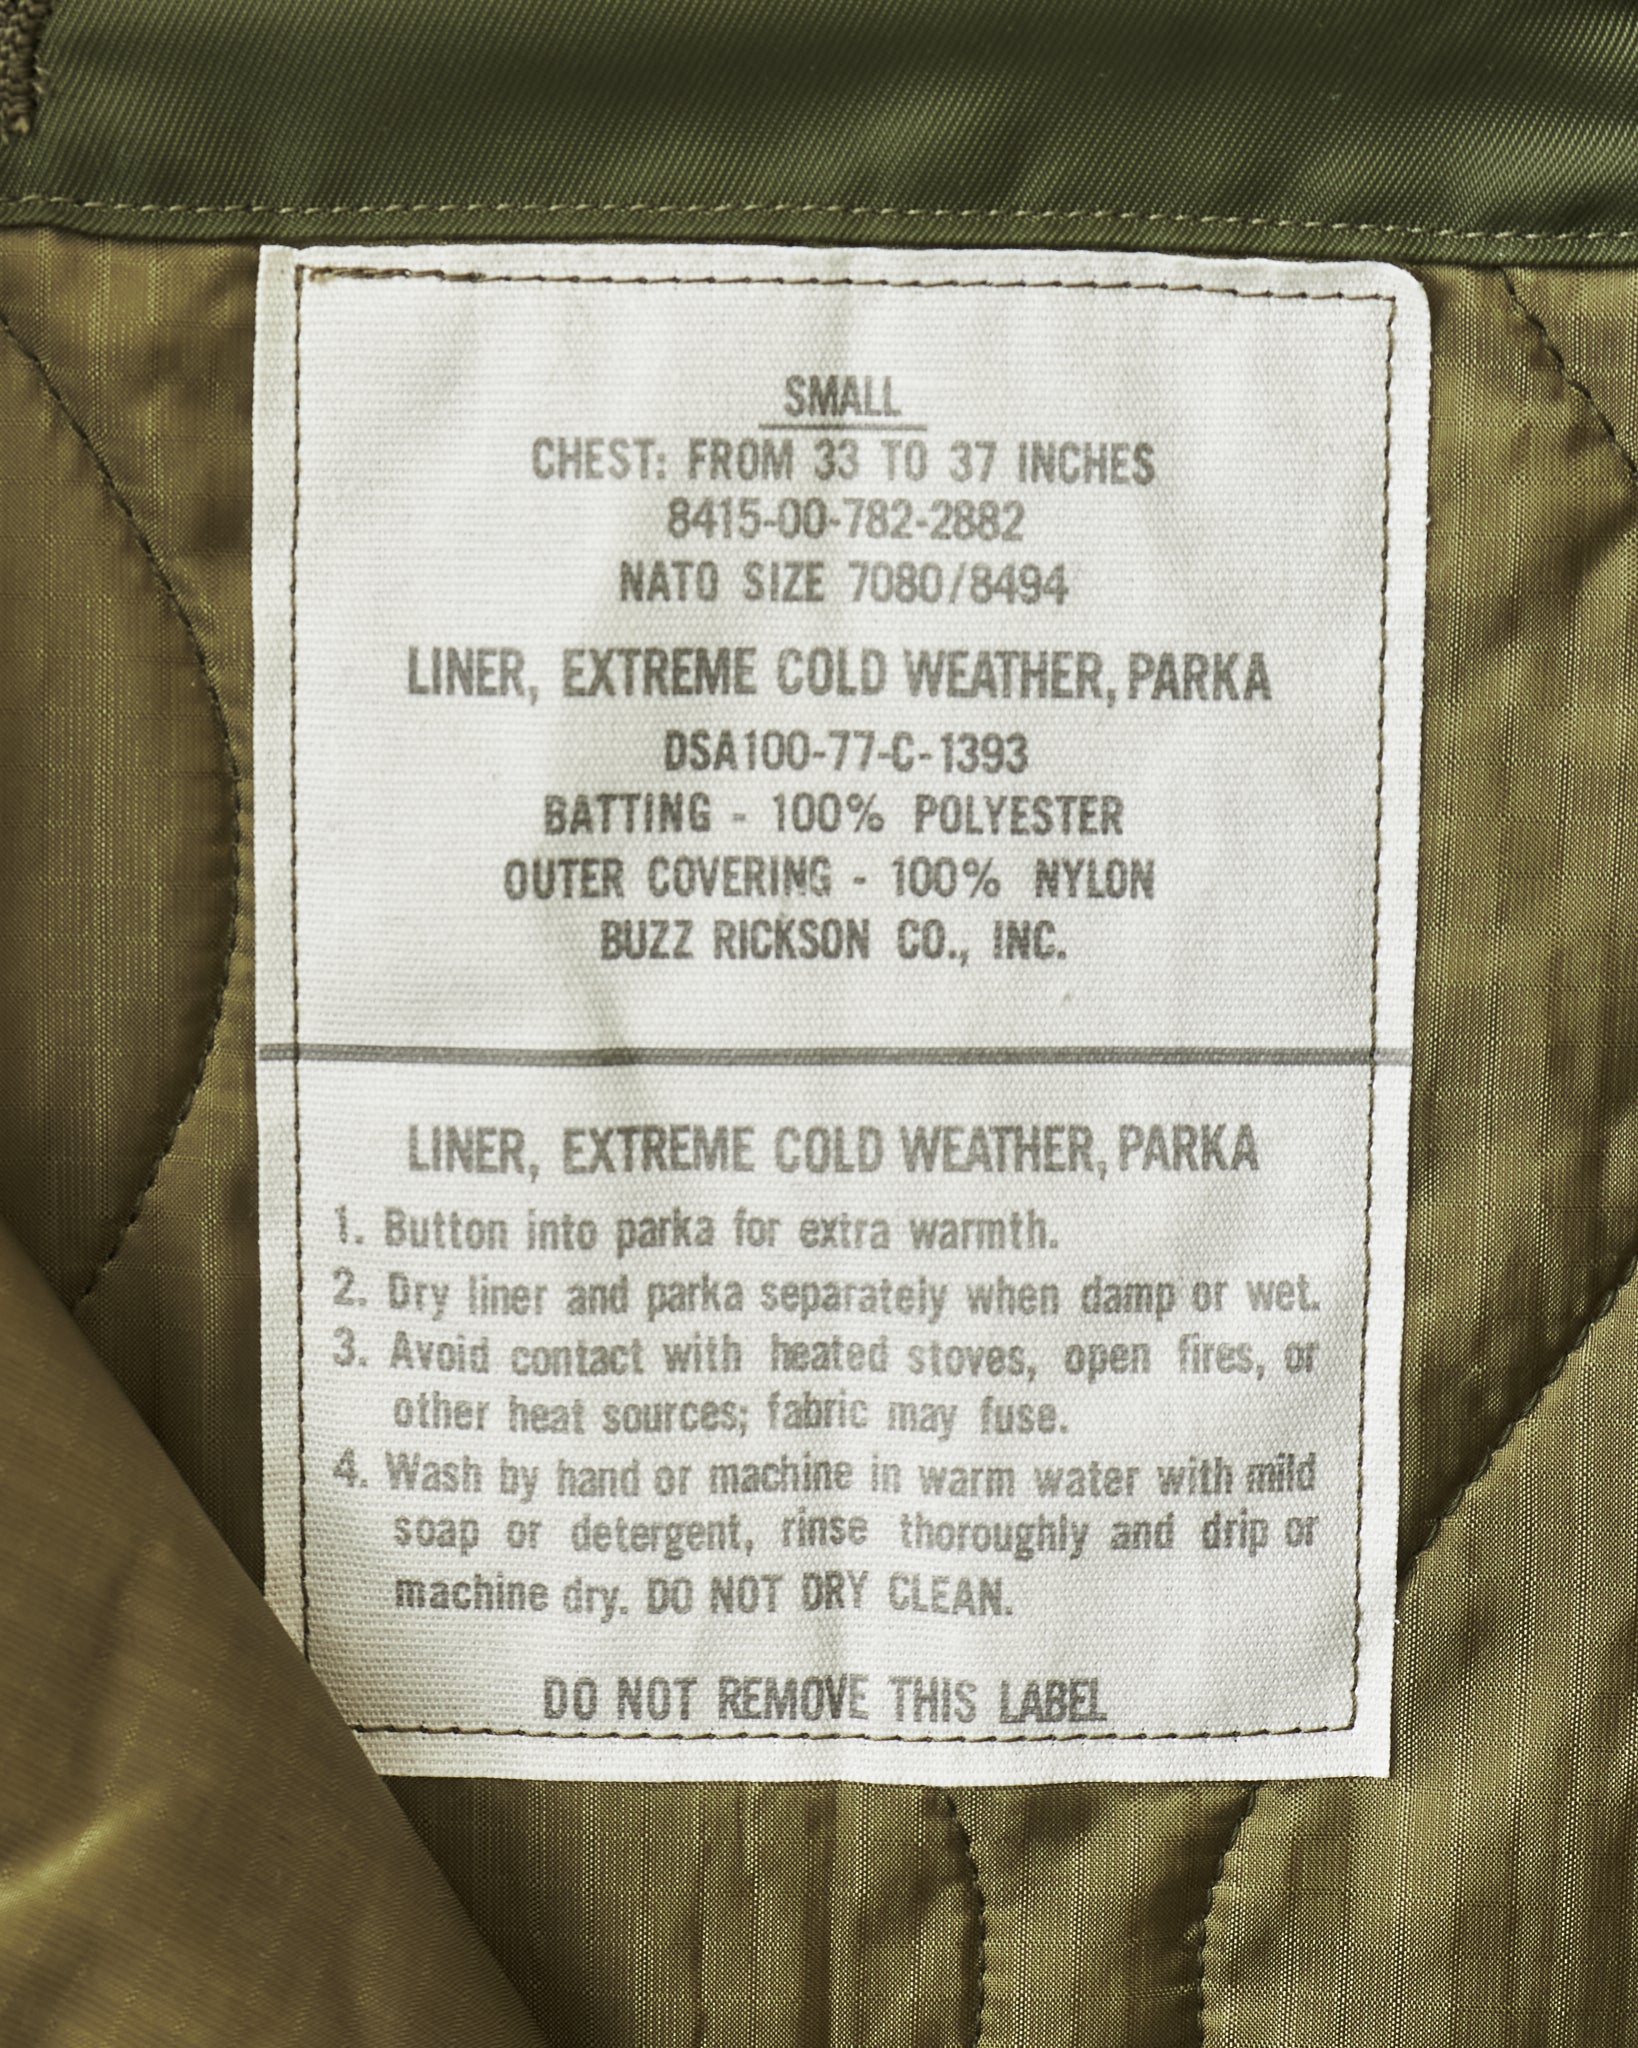 SMALL
CHEST: FROM 33 TO 37 INCHES
8415-00-782-2882
NATO SIZE 7080/8494
LINER, EXTREME COLD WEATHER, PARKA
DSA100-77-C-1393
BATTING - 100% POLYESTER
OUTER COVERING - 100% NYLON
BUZZ RICKSON CO., INC.
LINER, EXTREME COLD WEATHER, PARKA
1. Button into parka for extra warmth.
2. Dry liner and parka separately when damp or wet.
3. Avoid contact with heated stoves, open fires, or
other heat sources; fabric may fuse.
4. Wash by hand or machine in warm water with mild
soap or detergent, rinse thoroughly and drip or
machine dry. DO NOT DRY CLEAN.
DO NOT REMOVE THIS LABEL